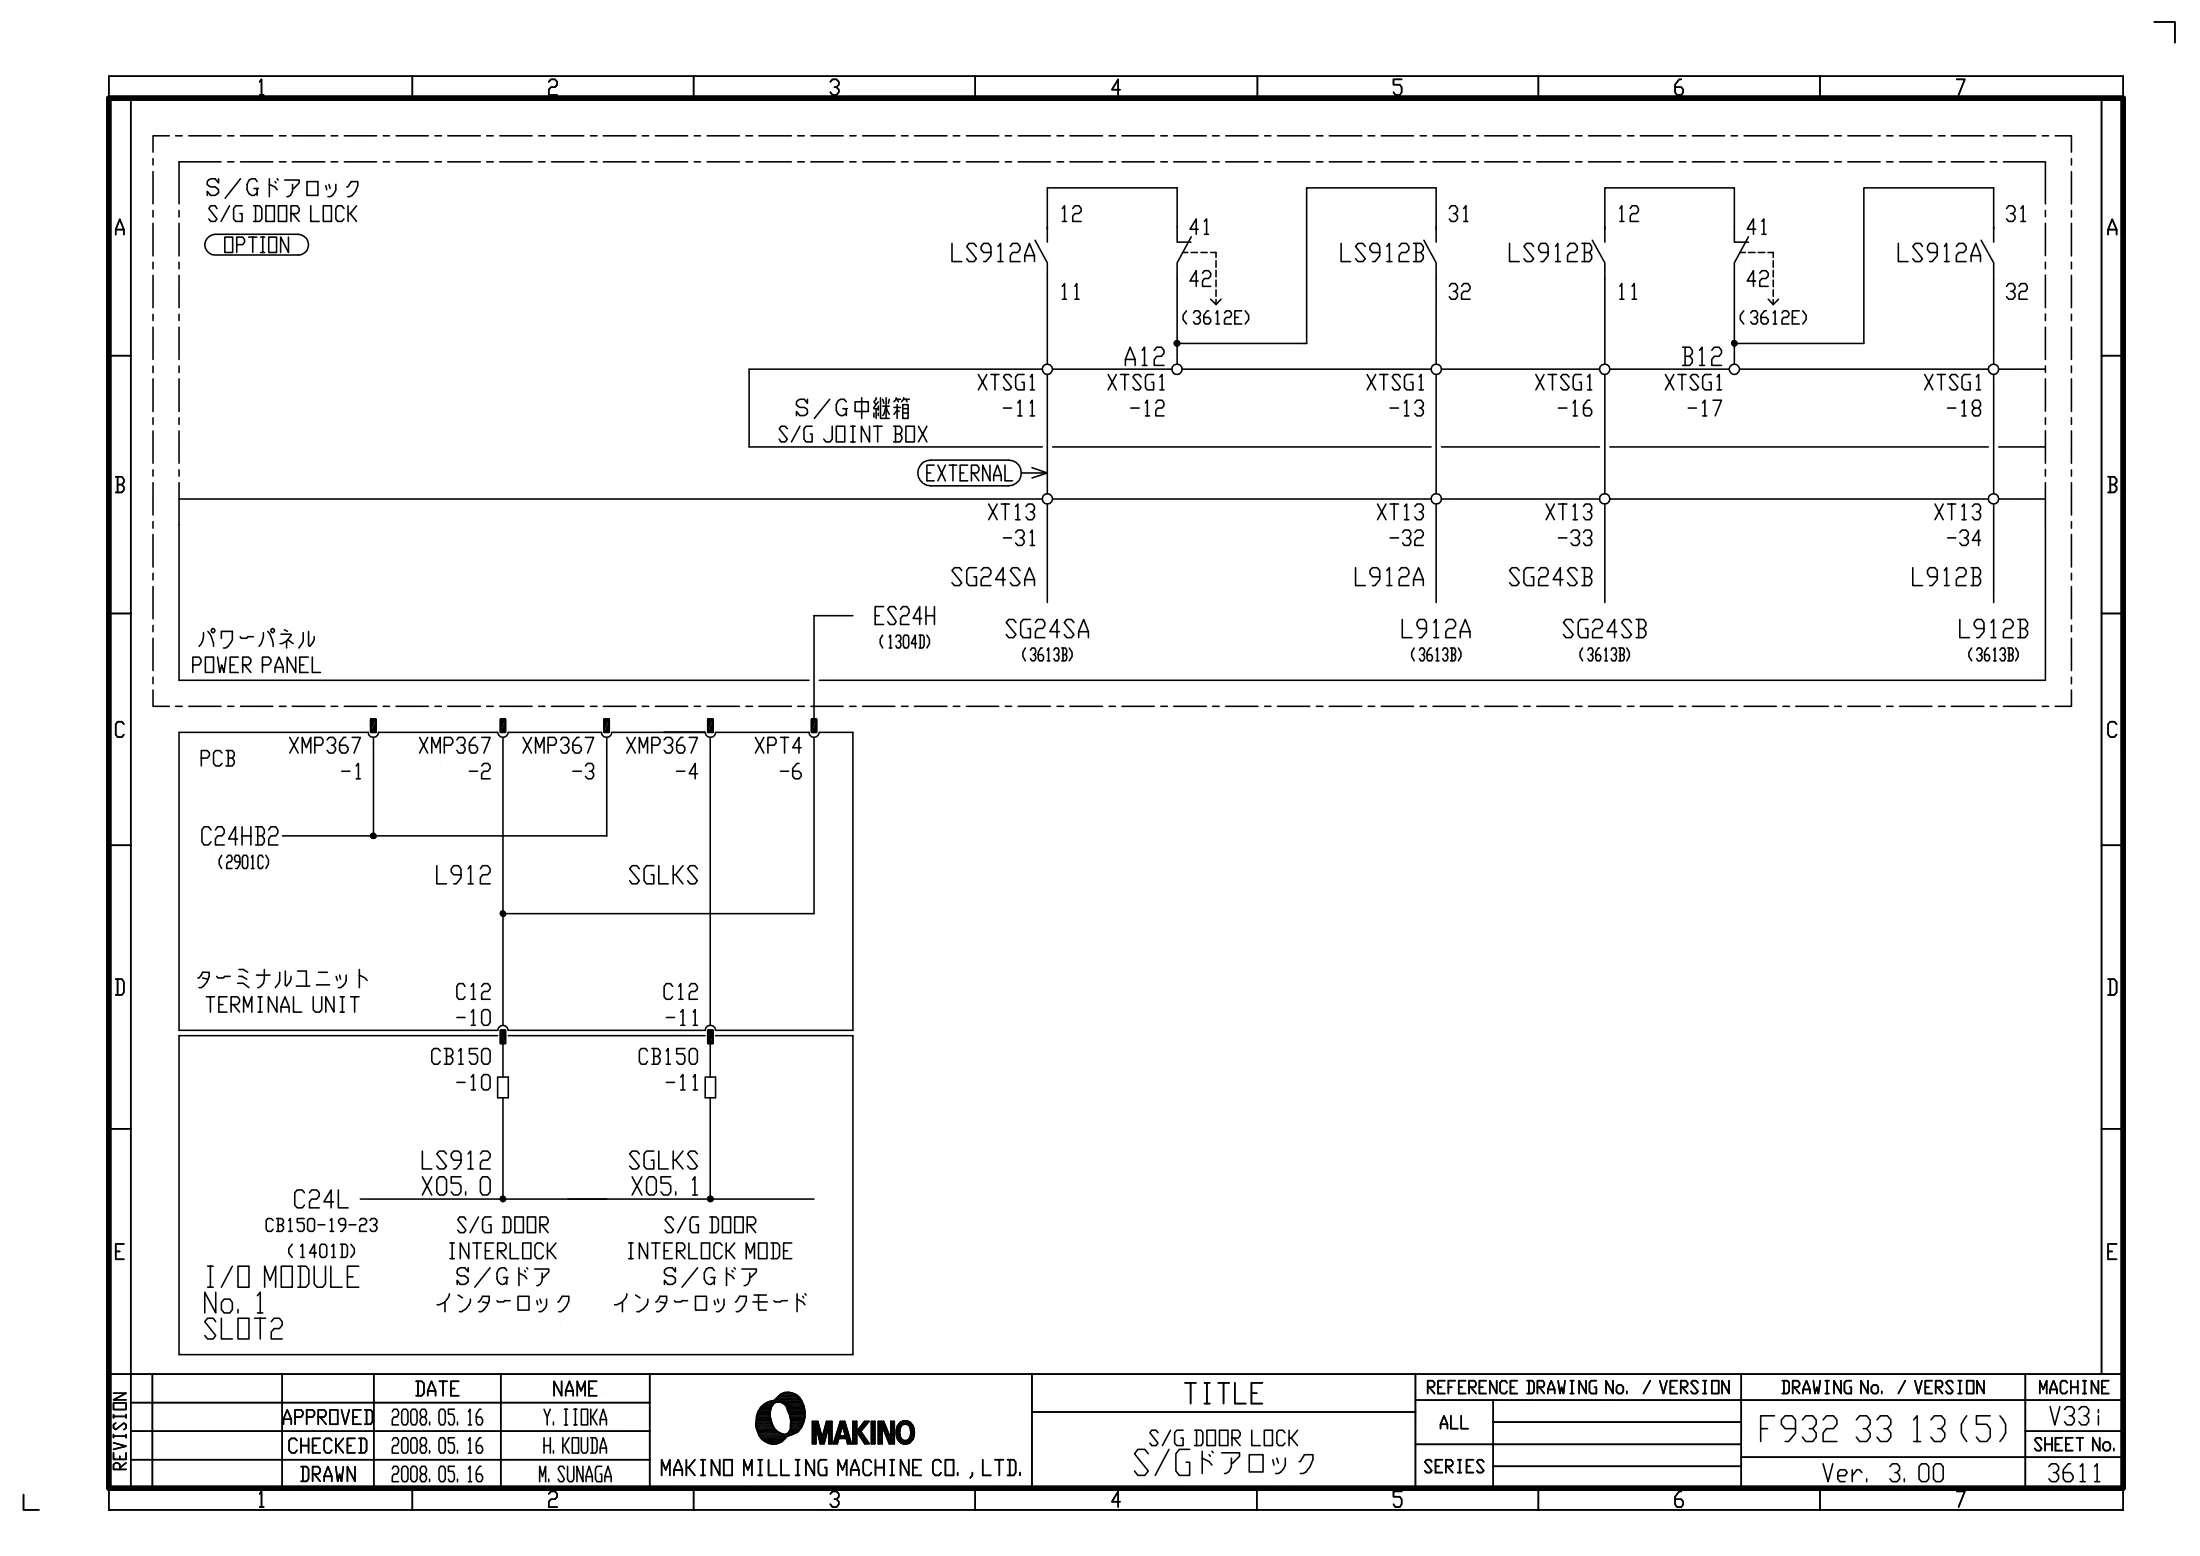 1 2 3 4 5 6 7
A
S/Gドアロック
S/G DOOR LOCK
OPTION
12 41 31 12 41 31
LS912A LS912B LS912B LS912A
11 42 32 11 42 32
(3612E) (3612E)
A12 B12
XTSG1 XTSG1 XTSG1 XTSG1 XTSG1 XTSG1
-11 -12 -13 -16 -17 -18
S/G中継箱
S/G JOINT BOX
EXTERNAL
B
XT13 XT13 XT13 XT13
-31 -32 -33 -34
SG24SA L912A SG24SB L912B
ES24H
(1304D)
SG24SA L912A SG24SB L912B
(3613B) (3613B) (3613B) (3613B)
パワーパネル
POWER PANEL
C
PCB
XMP367 XMP367 XMP367 XMP367 XPT4
-1 -2 -3 -4 -6
C24HB2
(2901C)
L912 SGLKS
ターミナルユニット
TERMINAL UNIT
D
C12 C12
-10 -11
CB150 CB150
-10 -11
LS912 SGLKS
X05.0 X05.1
C24L
CB150-19-23
(1401D)
S/G DOOR
INTERLOCK
S/Gドア
インターロック
S/G DOOR
INTERLOCK MODE
S/Gドア
インターロックモード
E
I/O MODULE
No.1
SLOT2
A
B
C
D
E
REVISION
DATE NAME
APPROVED 2008.05.16 Y.IIOKA
CHECKED 2008.05.16 H.KOUDA
DRAWN 2008.05.16 M.SUNAGA
MAKINO
MAKINO MILLING MACHINE CO.,LTD.
TITLE
S/G DOOR LOCK
S/Gドアロック
REFERENCE DRAWING No. / VERSION
ALL
SERIES
DRAWING No. / VERSION
F932 33 13(5)
Ver. 3.00
MACHINE
V33i
SHEET No.
3611
1 2 3 4 5 6 7